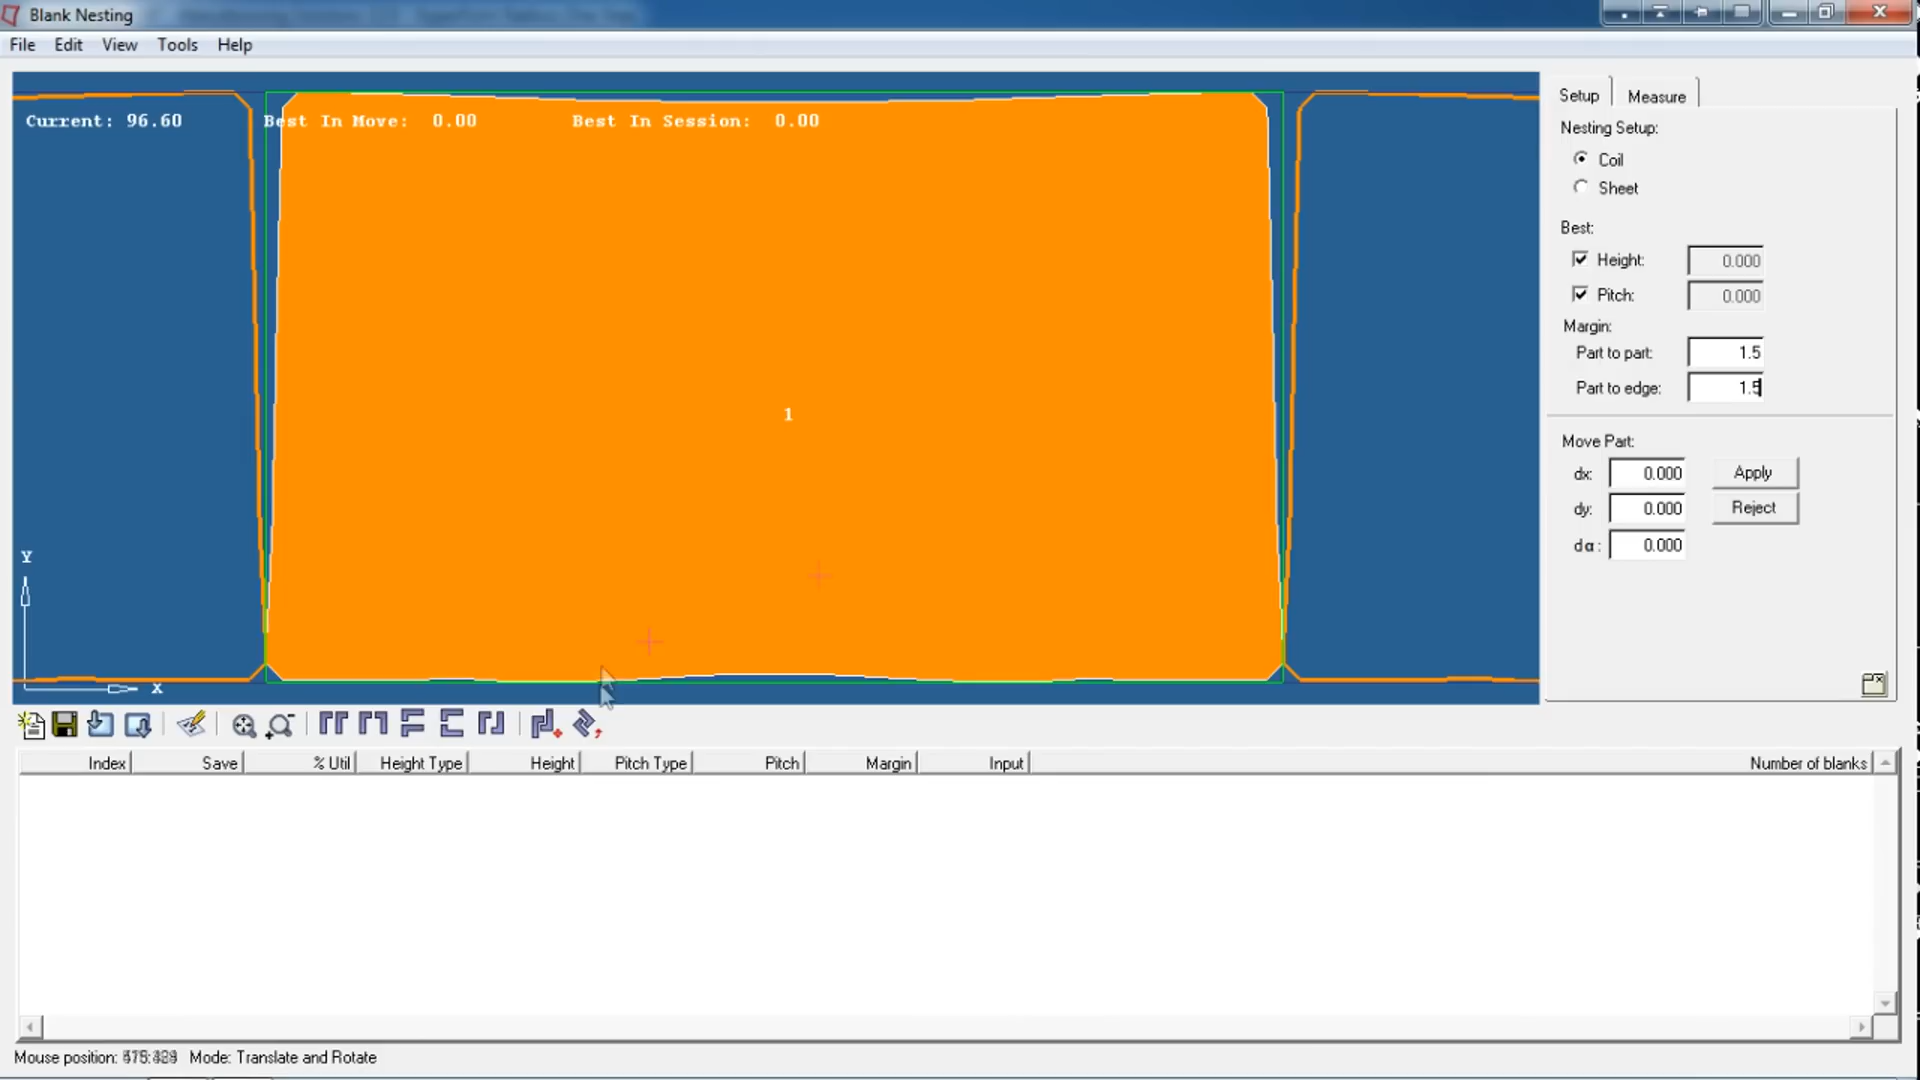 Blank Nesting
File Edit View Tools Help
Current: 96.60 Best In Move: 0.00 Best In Session: 0.00
1
Y
X
Setup Measure
Nesting Setup:
Coil
Sheet
Best:
Height: 0.000
Pitch: 0.000
Margin:
Part to part: 1.5
Part to edge: 1.5
Move Part:
dx: 0.000 Apply
dy: 0.000 Reject
dα: 0.000
Index Save % Util Height Type Height Pitch Type Pitch Margin Input Number of blanks
Mouse position: Mode: Translate and Rotate